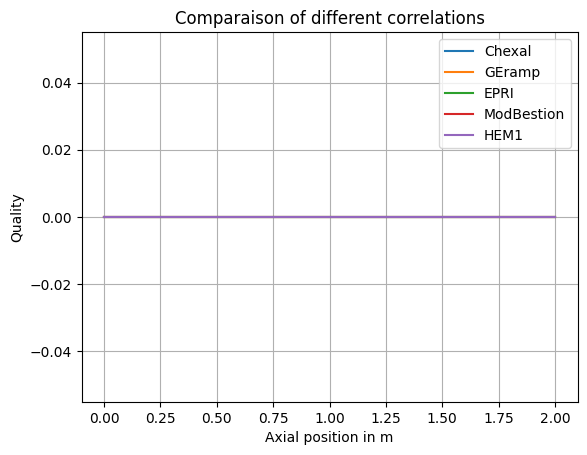 Comparaison of different correlations
Chexal
GEramp
EPRI
ModBestion
HEM1
Quality
0.04
0.02
0.00
−0.02
−0.04
0.00 0.25 0.50 0.75 1.00 1.25 1.50 1.75 2.00
Axial position in m